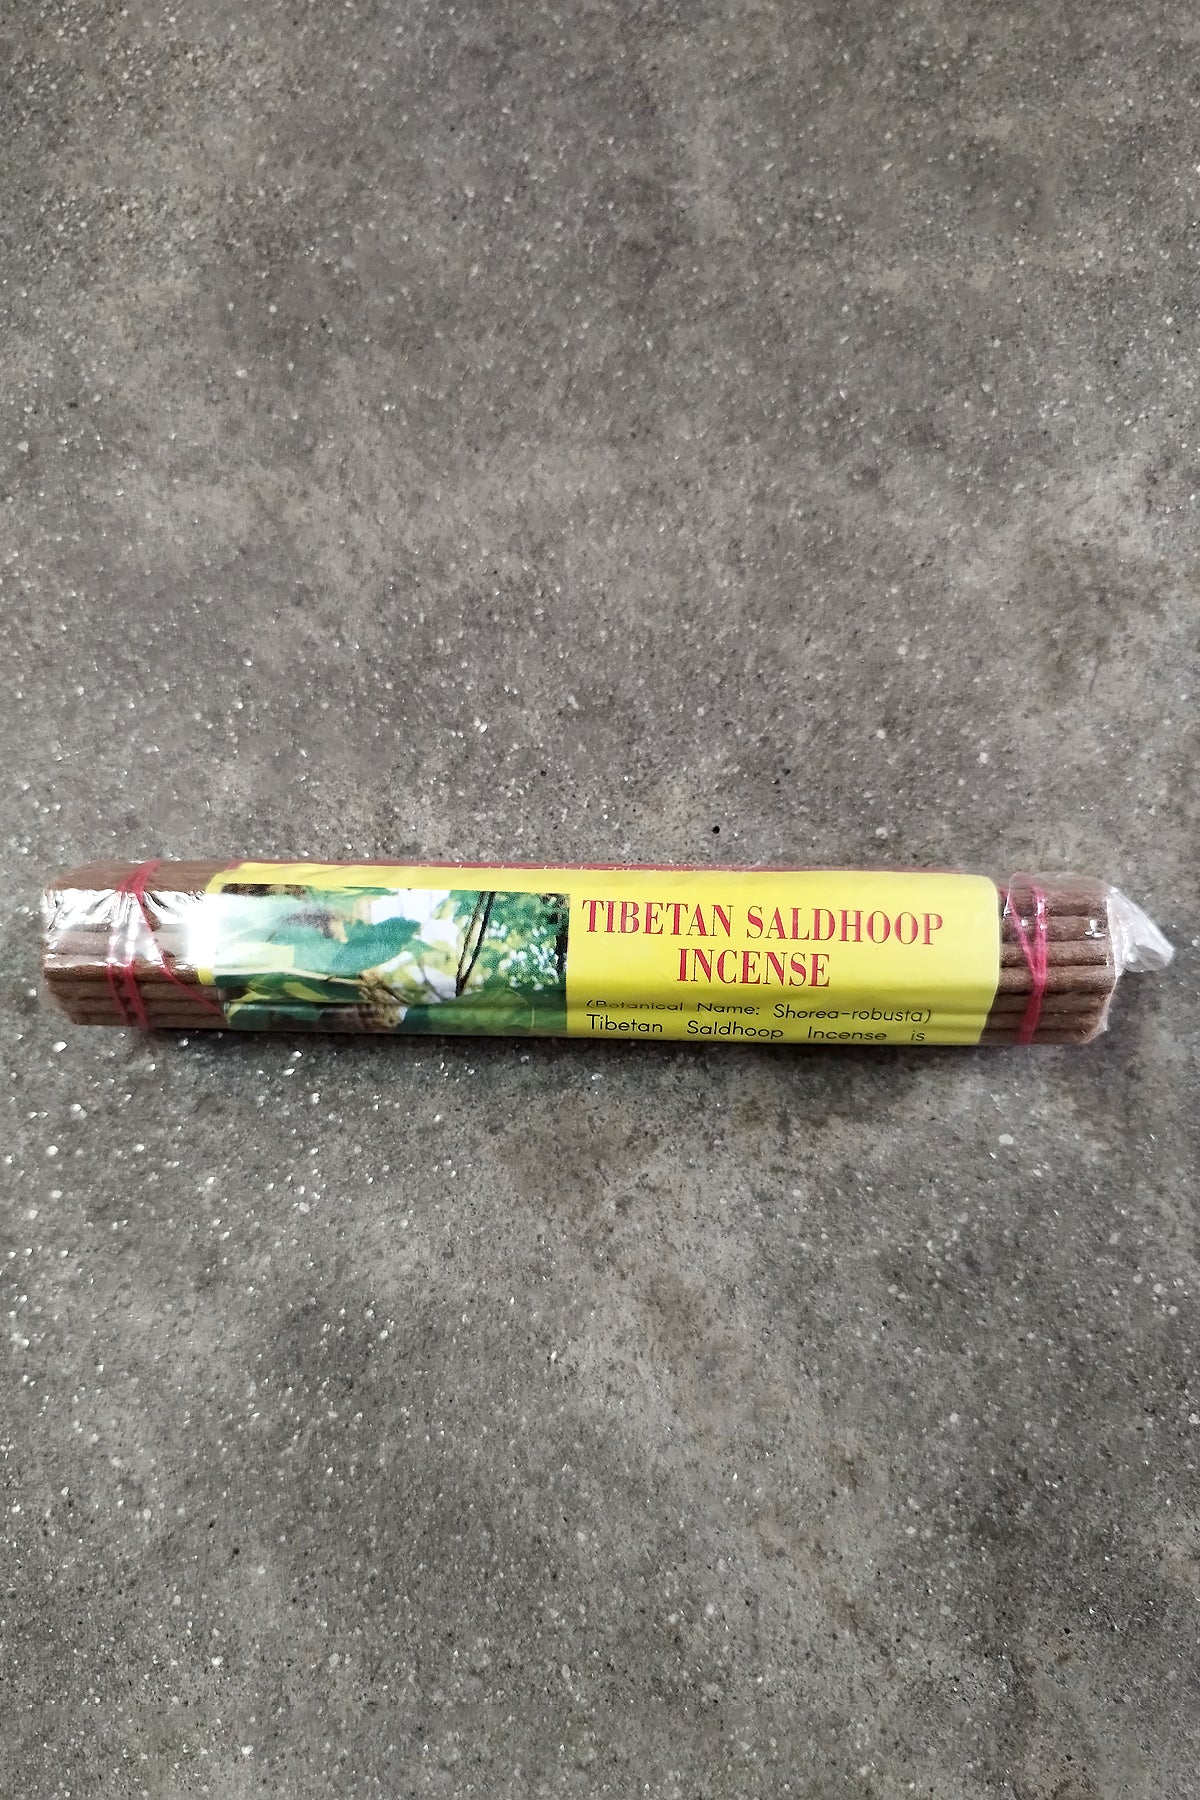 TIBETAN SALDHOOP
INCENSE
(Botanical Name: Shorea-robusta)
Tibetan Saldhoop Incense is